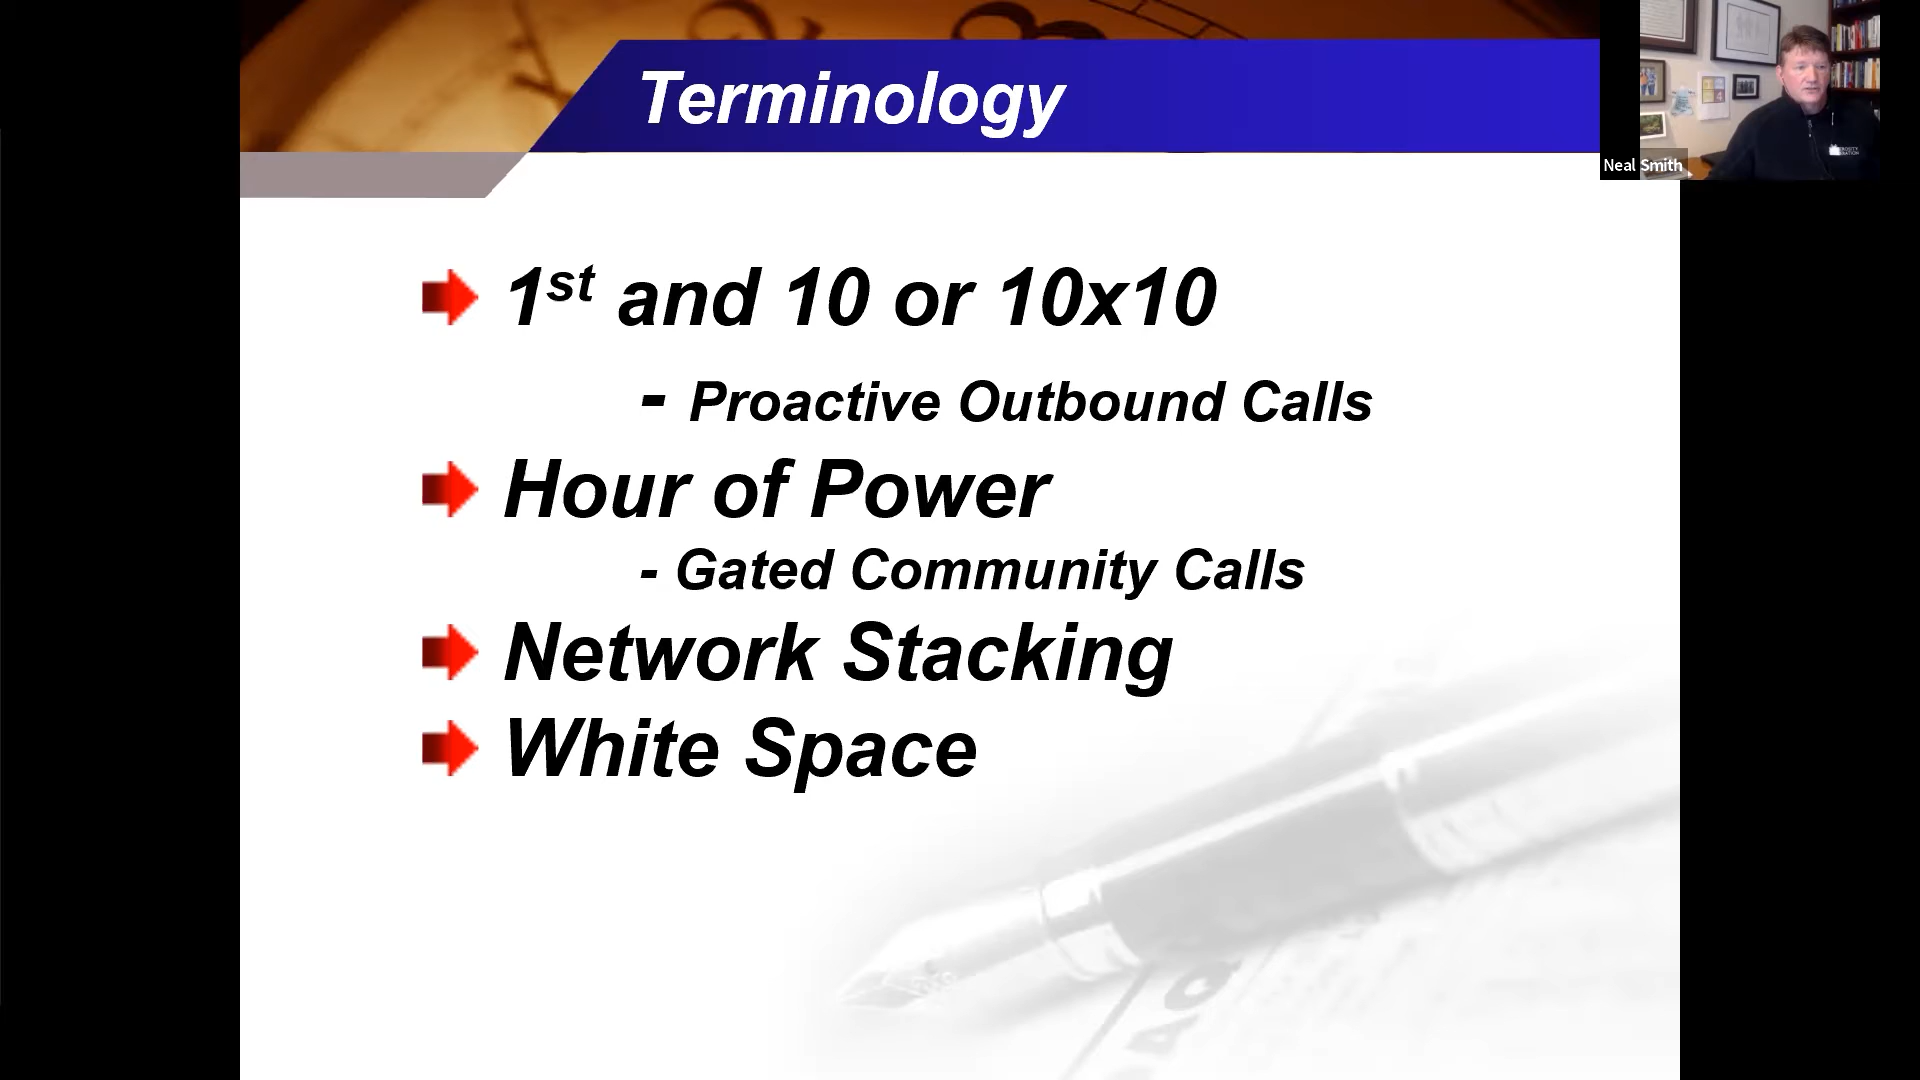 Terminology
Neal Smith
1st and 10 or 10x10
- Proactive Outbound Calls
Hour of Power
- Gated Community Calls
Network Stacking
White Space